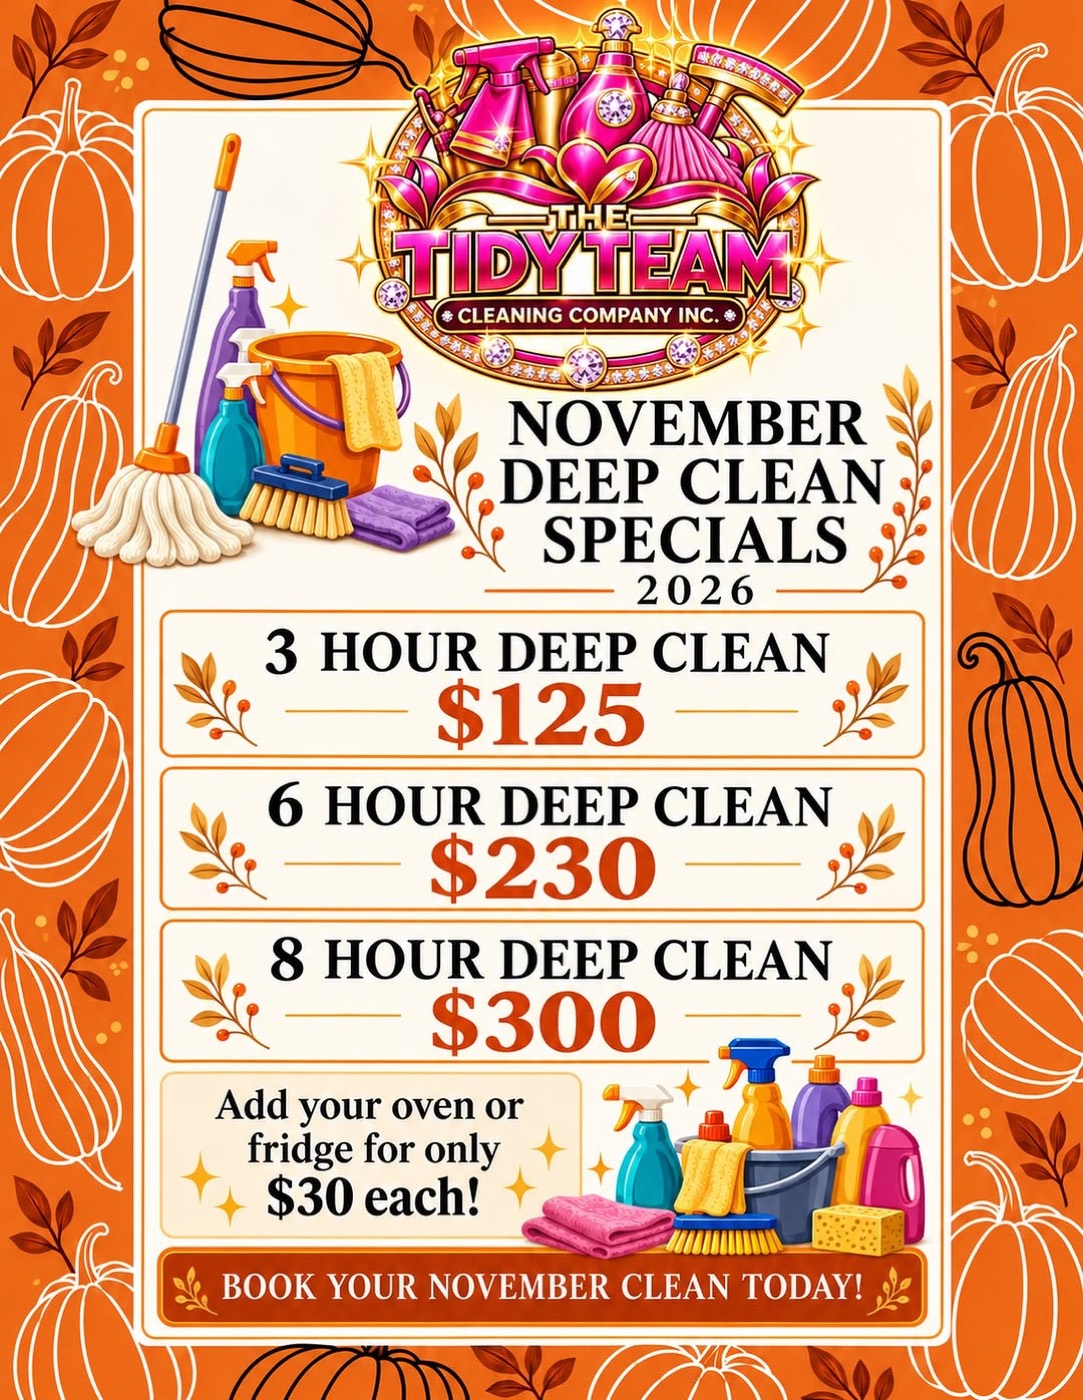 THE
TIDY TEAM
CLEANING COMPANY INC.
NOVEMBER
DEEP CLEAN
SPECIALS
2026
3 HOUR DEEP CLEAN
$125
6 HOUR DEEP CLEAN
$230
8 HOUR DEEP CLEAN
$300
Add your oven or
fridge for only
$30 each!
BOOK YOUR NOVEMBER CLEAN TODAY!